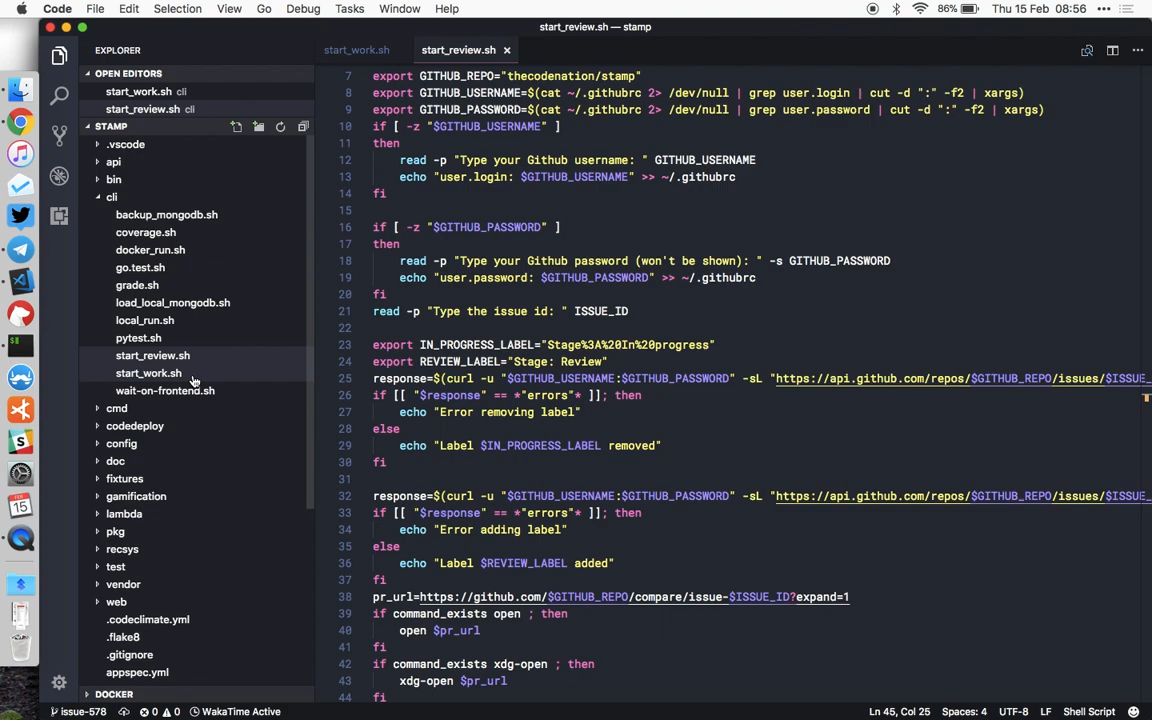 Code File Edit Selection View Go Debug Tasks Window Help 86% Thu 15 Feb 08:56
start_review.sh — stamp
EXPLORER
OPEN EDITORS
start_work.sh cli
start_review.sh cli
STAMP
.vscode
api
bin
cli
backup_mongodb.sh
coverage.sh
docker_run.sh
go.test.sh
grade.sh
load_local_mongodb.sh
local_run.sh
pytest.sh
start_review.sh
start_work.sh
wait-on-frontend.sh
cmd
codedeploy
config
doc
fixtures
gamification
lambda
pkg
recsys
test
vendor
web
.codeclimate.yml
.flake8
.gitignore
appspec.yml
DOCKER
start_work.sh start_review.sh
7 export GITHUB_REPO="thecodenation/stamp"
8 export GITHUB_USERNAME=$(cat ~/.githubrc 2> /dev/null | grep user.login | cut -d ":" -f2 | xargs)
9 export GITHUB_PASSWORD=$(cat ~/.githubrc 2> /dev/null | grep user.password | cut -d ":" -f2 | xargs)
10 if [ -z "$GITHUB_USERNAME" ]
11 then
12 read -p "Type your Github username: " GITHUB_USERNAME
13 echo "user.login: $GITHUB_USERNAME" >> ~/.githubrc
14 fi
15
16 if [ -z "$GITHUB_PASSWORD" ]
17 then
18 read -p "Type your Github password (won't be shown): " -s GITHUB_PASSWORD
19 echo "user.password: $GITHUB_PASSWORD" >> ~/.githubrc
20 fi
21 read -p "Type the issue id: " ISSUE_ID
22
23 export IN_PROGRESS_LABEL="Stage%3A%20In%20progress"
24 export REVIEW_LABEL="Stage: Review"
25 response=$(curl -u "$GITHUB_USERNAME:$GITHUB_PASSWORD" -sL "https://api.github.com/repos/$GITHUB_REPO/issues/$ISSUE_
26 if [[ "$response" == *"errors"* ]]; then
27 echo "Error removing label"
28 else
29 echo "Label $IN_PROGRESS_LABEL removed"
30 fi
31
32 response=$(curl -u "$GITHUB_USERNAME:$GITHUB_PASSWORD" -sL "https://api.github.com/repos/$GITHUB_REPO/issues/$ISSUE_
33 if [[ "$response" == *"errors"* ]]; then
34 echo "Error adding label"
35 else
36 echo "Label $REVIEW_LABEL added"
37 fi
38 pr_url=https://github.com/$GITHUB_REPO/compare/issue-$ISSUE_ID?expand=1
39 if command_exists open ; then
40 open $pr_url
41 fi
42 if command_exists xdg-open ; then
43 xdg-open $pr_url
44 fi
issue-578 0 0 WakaTime Active Ln 45, Col 25 Spaces: 4 UTF-8 LF Shell Script